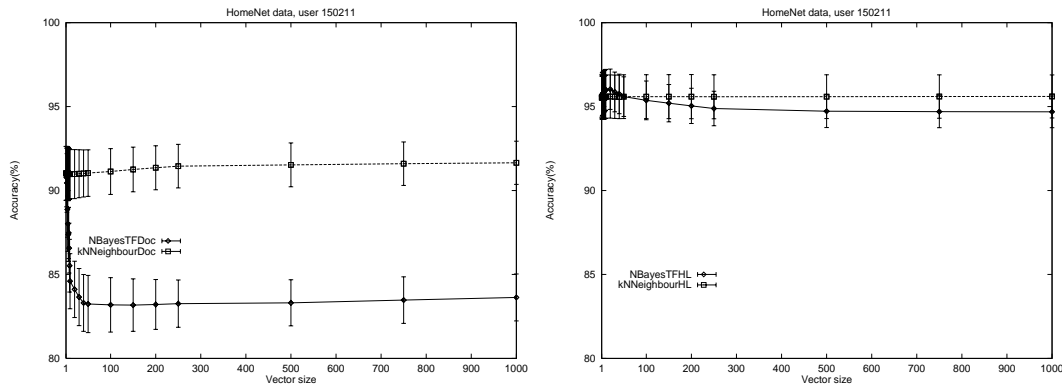 HomeNet data, user 150211
100
95
90
85
80
Accuracy(%)
NBayesTFDoc
kNNeighbourDoc
1 100 200 300 400 500 600 700 800 900 1000
Vector size
HomeNet data, user 150211
100
95
90
85
80
Accuracy(%)
NBayesTFHL
kNNeighbourHL
1 100 200 300 400 500 600 700 800 900 1000
Vector size